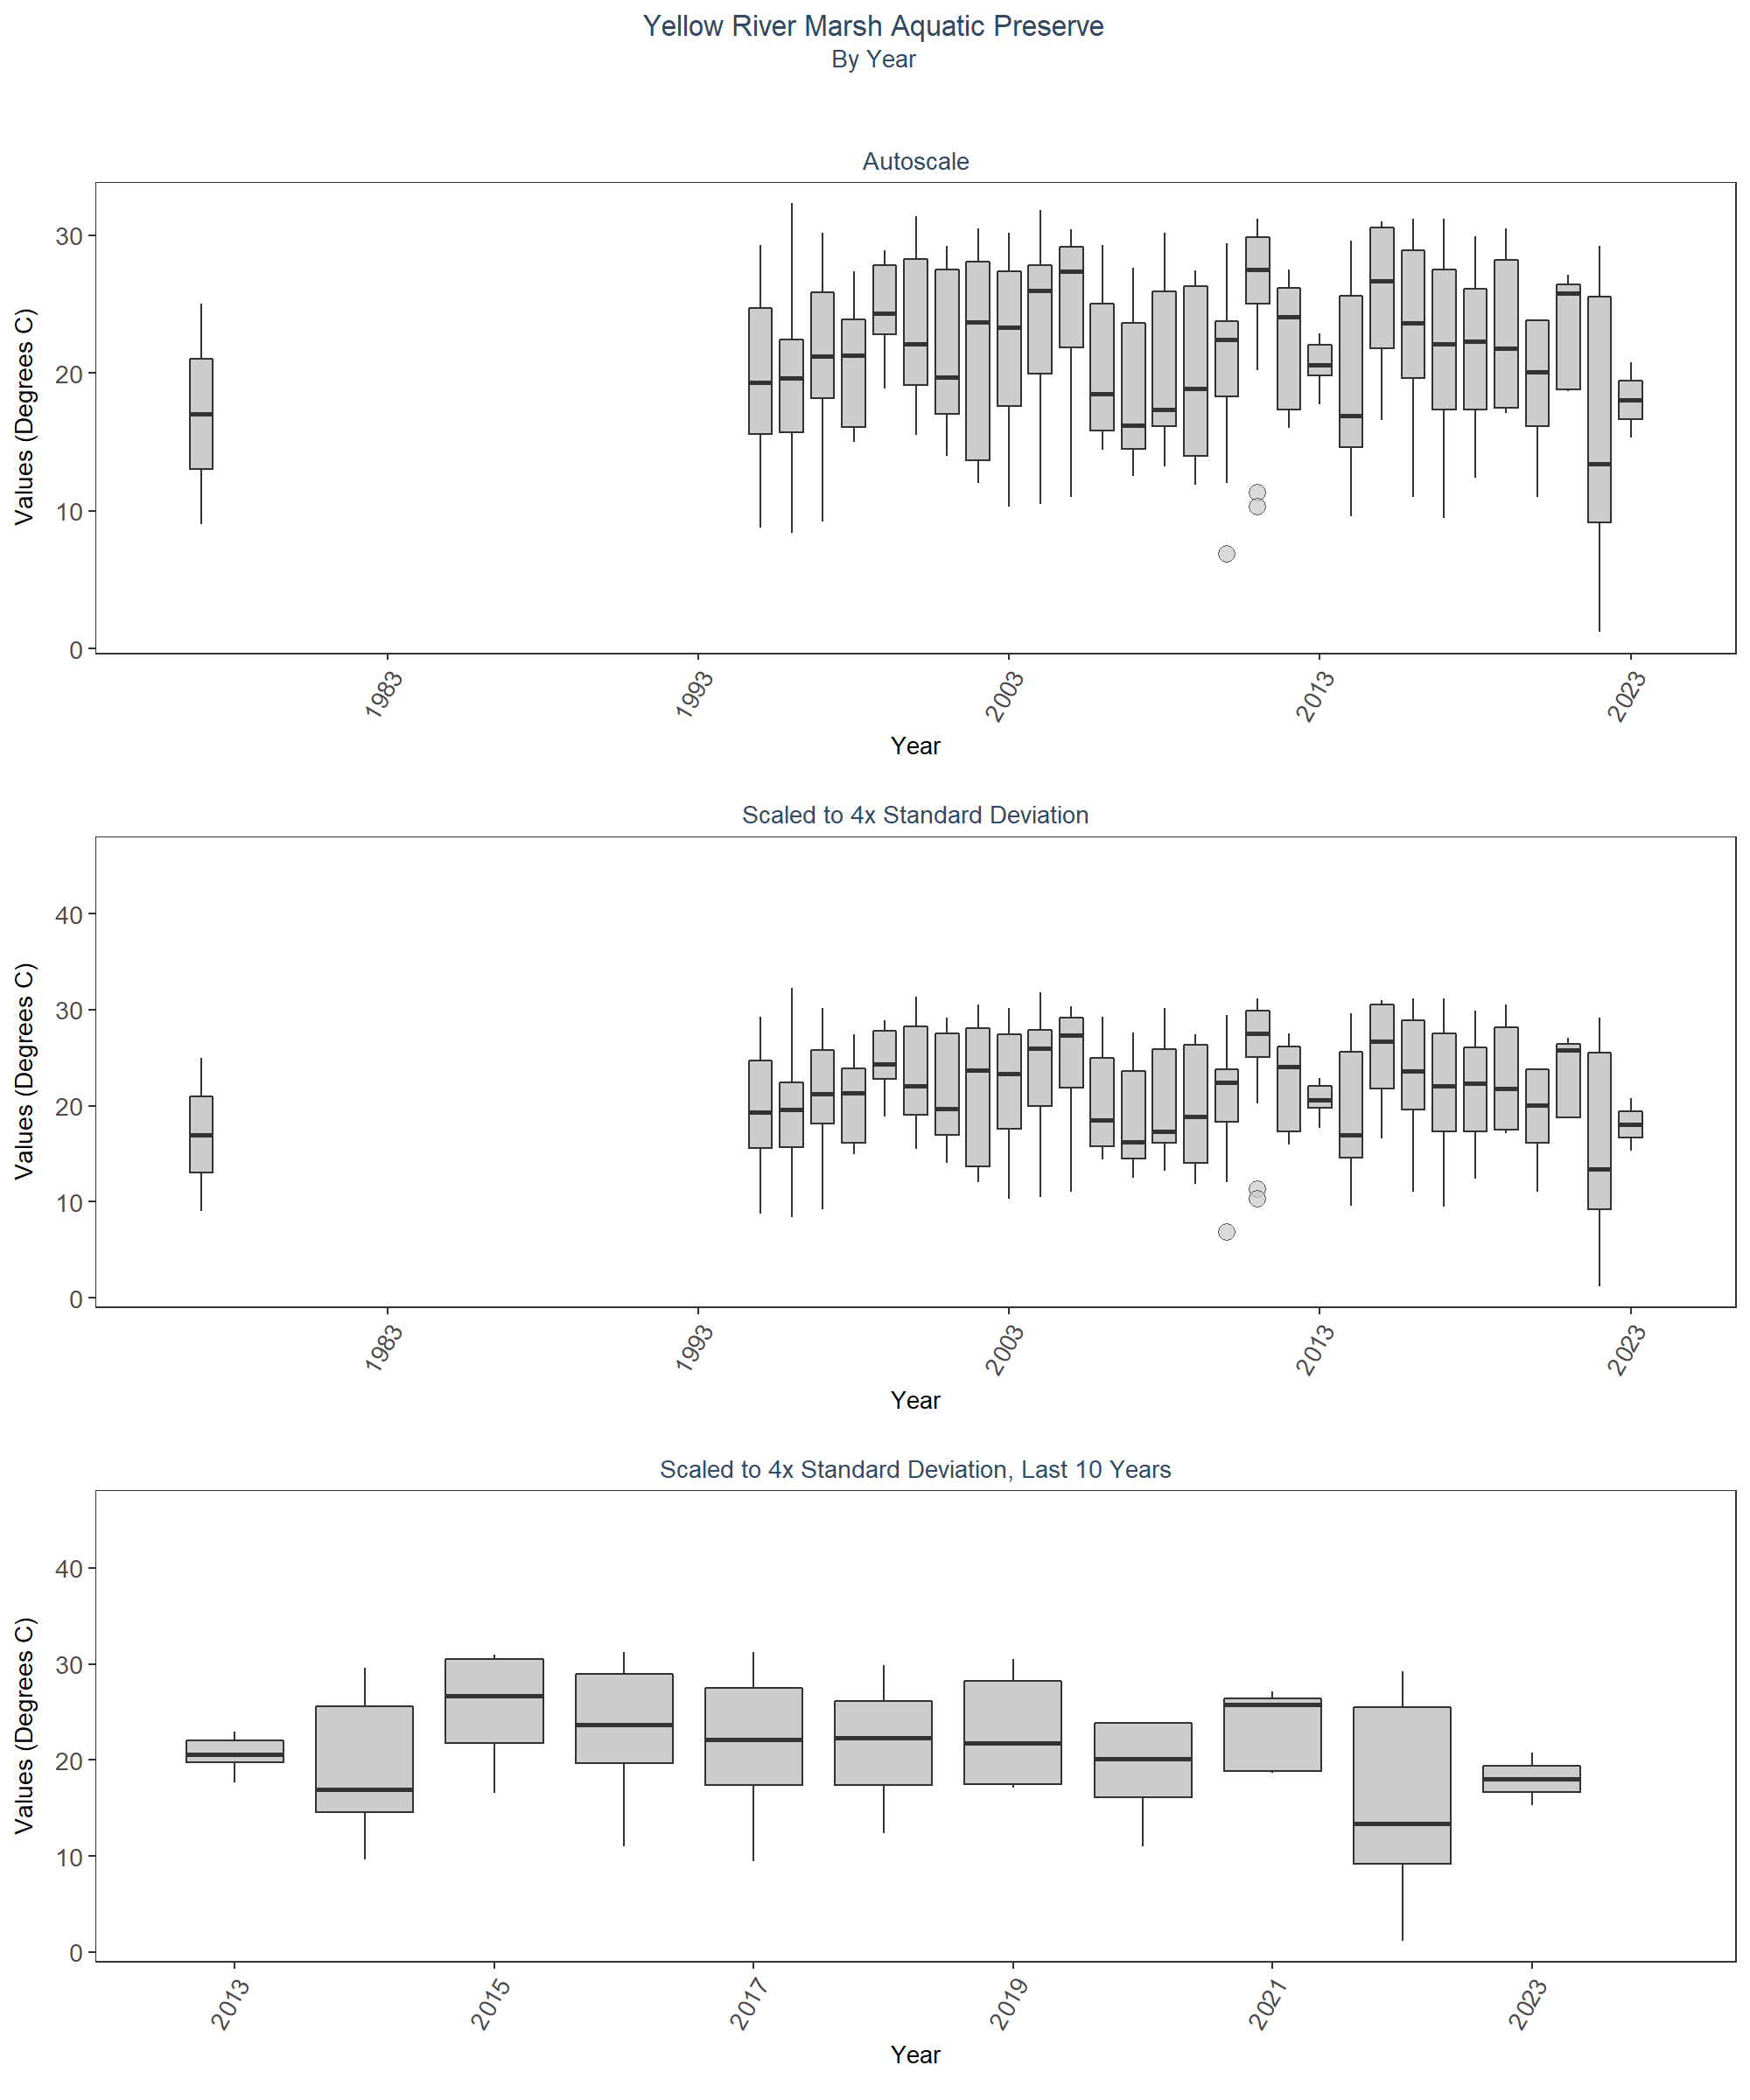 Yellow River Marsh Aquatic Preserve
By Year
Autoscale
Values (Degrees C)
30
20
10
0
1983
1993
2003
2013
2023
Year
Scaled to 4x Standard Deviation
Values (Degrees C)
40
30
20
10
0
1983
1993
2003
2013
2023
Year
Scaled to 4x Standard Deviation, Last 10 Years
Values (Degrees C)
40
30
20
10
0
2013
2015
2017
2019
2021
2023
Year